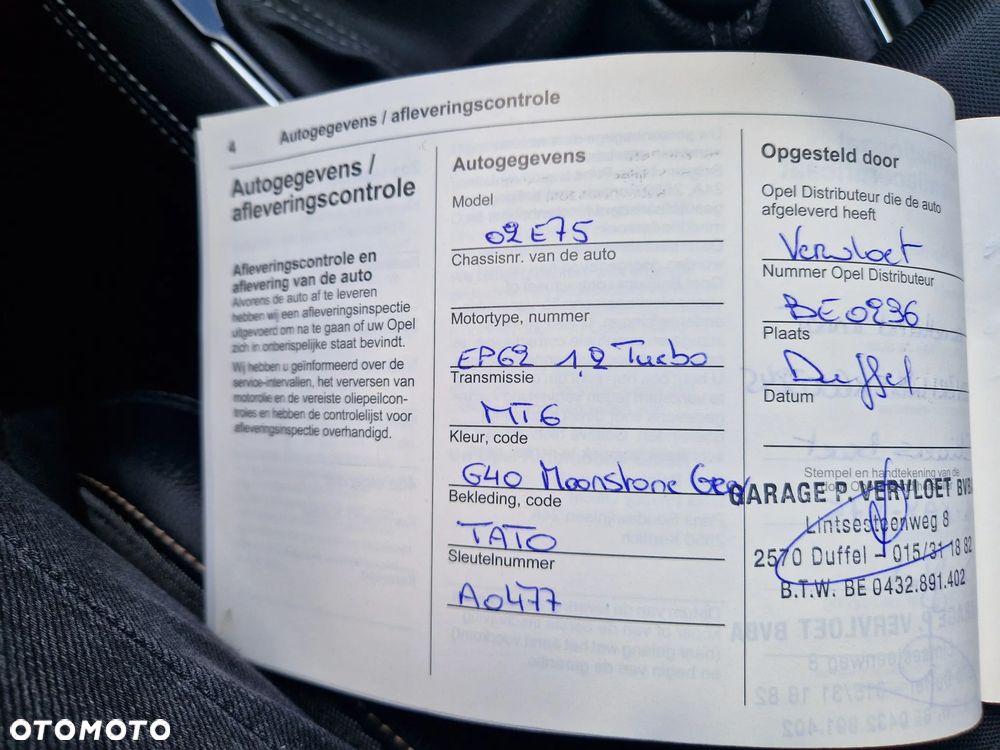 4 Autogegevens / afleveringscontrole
Autogegevens /
afleveringscontrole
Afleveringscontrole en
aflevering van de auto
Alvorens de auto af te leveren
hebben wij een afleveringsinspectie
uitgevoerd om na te gaan of uw Opel
zich in onberispelijke staat bevindt.
Wij hebben u geïnformeerd over de
service-intervallen, het verversen van
motorolie en de vereiste oliepeilcon-
troles en hebben de controlelijst voor
afleveringsinspectie overhandigd.
Autogegevens
Model
02E75
Chassisnr. van de auto
Motortype, nummer
EP62 1,2 Turbo
Transmissie
MT6
Kleur, code
G40 Moonstone Grey
Bekleding, code
TATO
Sleutelnummer
A0477
Opgesteld door
Opel Distributeur die de auto
afgeleverd heeft
Vervloet
Nummer Opel Distributeur
BE0236
Plaats
Duffel
Datum
Stempel en handtekening van de
GARAGE P. VERVLOET BVBA
Lintsesteenweg 8
2570 Duffel - 015/31 18 82
B.T.W. BE 0432.891.402
OTOMOTO